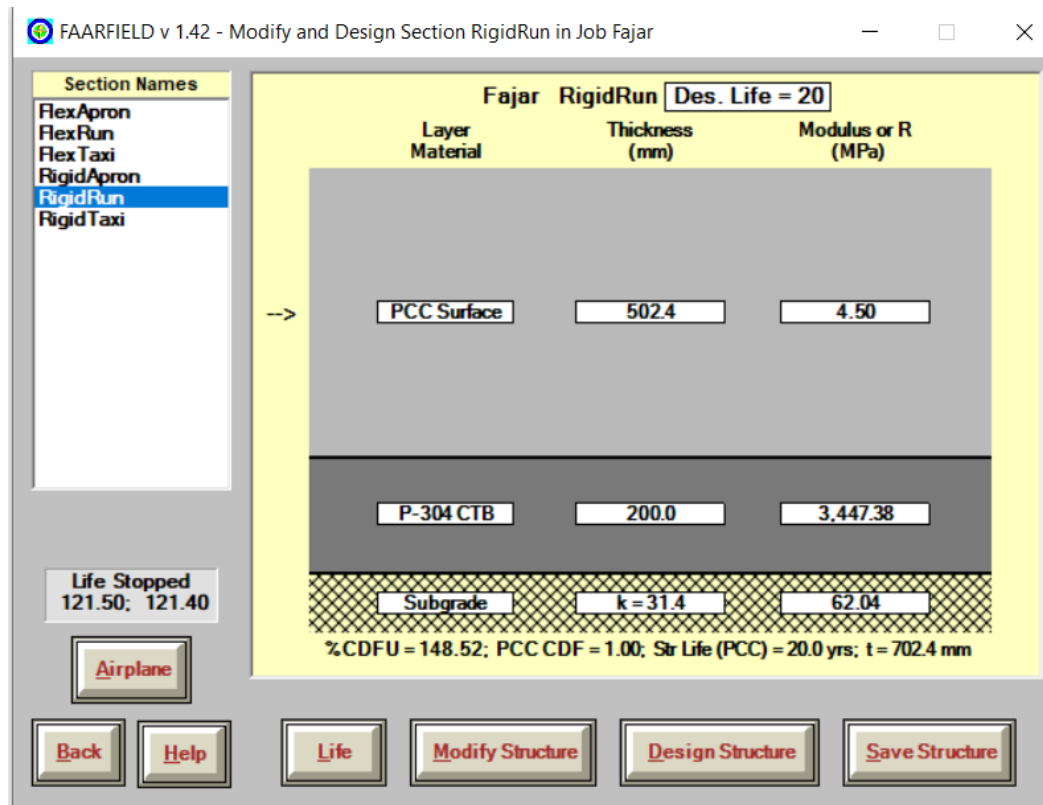 FAARFIELD v 1.42 - Modify and Design Section RigidRun in Job Fajar
Section Names
FlexApron
FlexRun
FlexTaxi
RigidApron
RigidRun
RigidTaxi
Fajar RigidRun Des. Life = 20
Layer Material Thickness (mm) Modulus or R (MPa)
--> PCC Surface 502.4 4.50
P-304 CTB 200.0 3,447.38
Subgrade k = 31.4 62.04
%CDFU = 148.52; PCC CDF = 1.00; Str Life (PCC) = 20.0 yrs; t = 702.4 mm
Life Stopped
121.50; 121.40
Airplane
Back Help Life Modify Structure Design Structure Save Structure